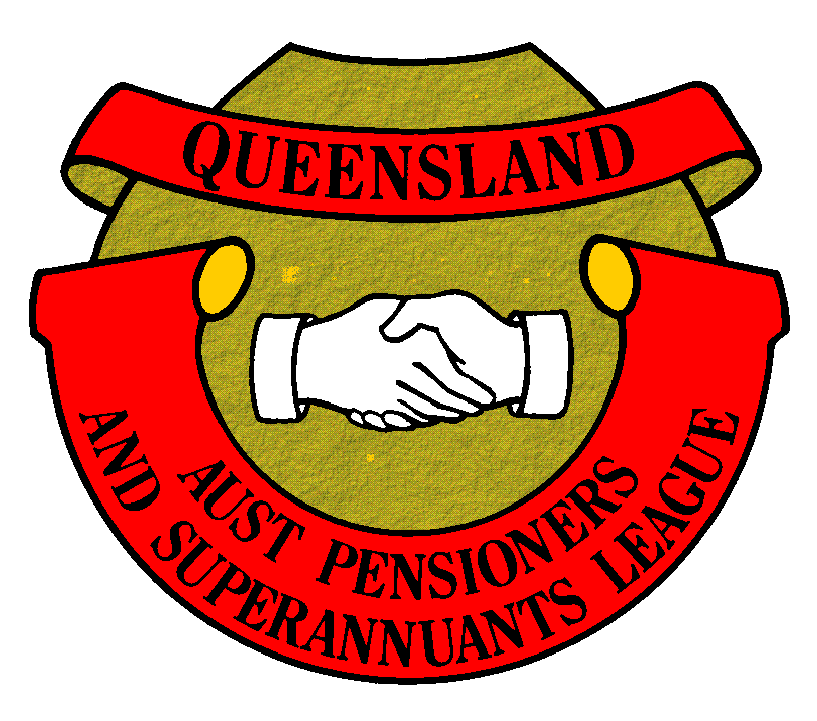 QUEENSLAND
AUST PENSIONERS
AND SUPERANNUANTS LEAGUE